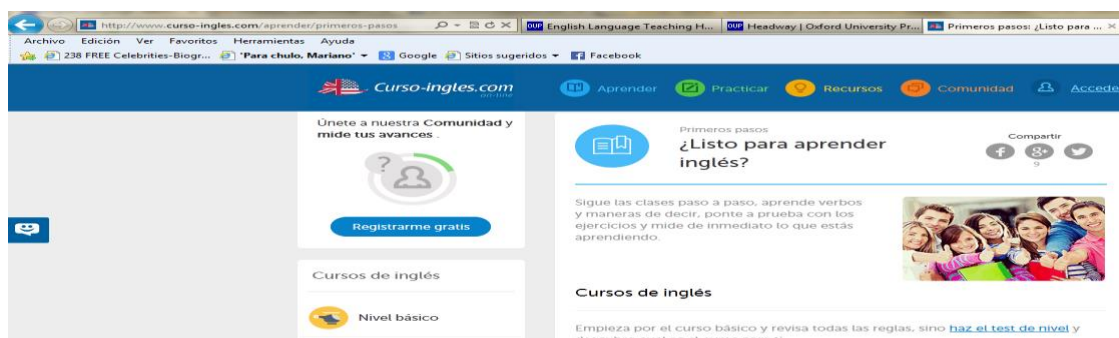 http://www.curso-ingles.com/aprender/primeros-pasos
English Language Teaching H...
Headway | Oxford University Pr...
Primeros pasos: ¿Listo para ...
Archivo Edición Ver Favoritos Herramientas Ayuda
238 FREE Celebrities-Biogr... 'Para chulo, Mariano' Google Sitios sugeridos Facebook
Curso-ingles.com
on-line
Aprender Practicar Recursos Comunidad Accede
Únete a nuestra Comunidad y
mide tus avances .
?
Registrarme gratis
Cursos de inglés
Nivel básico
Primeros pasos
¿Listo para aprender
inglés?
Compartir
9
Sigue las clases paso a paso, aprende verbos
y maneras de decir, ponte a prueba con los
ejercicios y mide de inmediato lo que estás
aprendiendo.
Cursos de inglés
Empieza por el curso básico y revisa todas las reglas, sino haz el test de nivel y